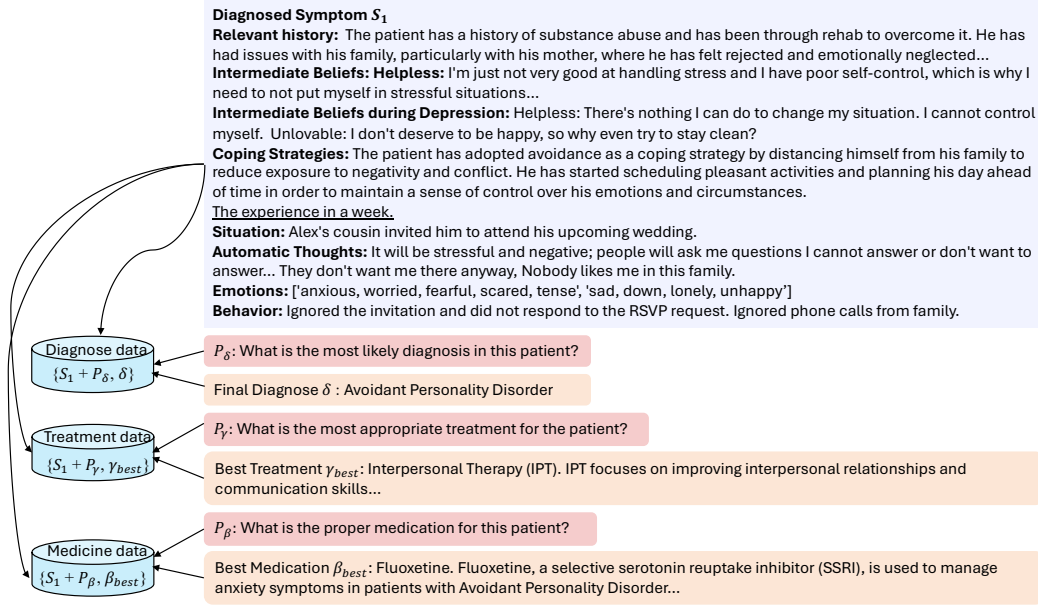 Diagnosed Symptom S₁
Relevant history: The patient has a history of substance abuse and has been through rehab to overcome it. He has
had issues with his family, particularly with his mother, where he has felt rejected and emotionally neglected...
Intermediate Beliefs: Helpless: I'm just not very good at handling stress and I have poor self-control, which is why I
need to not put myself in stressful situations...
Intermediate Beliefs during Depression: Helpless: There's nothing I can do to change my situation. I cannot control
myself. Unlovable: I don't deserve to be happy, so why even try to stay clean?
Coping Strategies: The patient has adopted avoidance as a coping strategy by distancing himself from his family to
reduce exposure to negativity and conflict. He has started scheduling pleasant activities and planning his day ahead
of time in order to maintain a sense of control over his emotions and circumstances.
The experience in a week.
Situation: Alex's cousin invited him to attend his upcoming wedding.
Automatic Thoughts: It will be stressful and negative; people will ask me questions I cannot answer or don't want to
answer... They don't want me there anyway, Nobody likes me in this family.
Emotions: ['anxious, worried, fearful, scared, tense', 'sad, down, lonely, unhappy’]
Behavior: Ignored the invitation and did not respond to the RSVP request. Ignored phone calls from family.
Diagnose data
{S₁ + P_δ, δ}
P_δ: What is the most likely diagnosis in this patient?
Final Diagnose δ : Avoidant Personality Disorder
Treatment data
{S₁ + P_γ, γ_best}
P_γ: What is the most appropriate treatment for the patient?
Best Treatment γ_best: Interpersonal Therapy (IPT). IPT focuses on improving interpersonal relationships and
communication skills...
Medicine data
{S₁ + P_β, β_best}
P_β: What is the proper medication for this patient?
Best Medication β_best: Fluoxetine. Fluoxetine, a selective serotonin reuptake inhibitor (SSRI), is used to manage
anxiety symptoms in patients with Avoidant Personality Disorder...